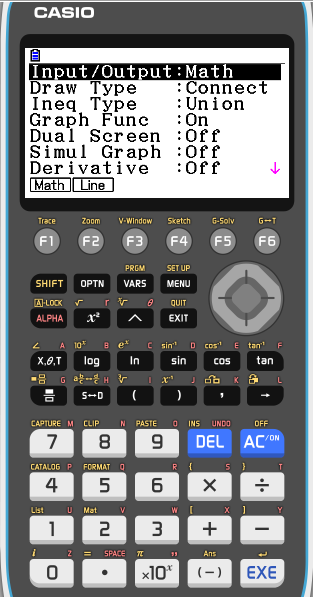 CASIO
Input/Output:Math
Draw Type :Connect
Ineq Type :Union
Graph Func :On
Dual Screen :Off
Simul Graph :Off
Derivative :Off ↓
Math Line
Trace Zoom V-Window Sketch G-Solv G↔T
F1 F2 F3 F4 F5 F6
PRGM SET UP
SHIFT OPTN VARS MENU
A-LOCK √ r ˣ√ θ QUIT
ALPHA x² ^ EXIT
∠ A 10ˣ B eˣ C sin⁻¹ D cos⁻¹ E tan⁻¹ F
X,θ,T log ln sin cos tan
G H ³√ I x⁻¹ J K L
S↔D ( ) , →
CAPTURE M CLIP N PASTE O INS UNDO OFF
7 8 9 DEL AC/ON
CATALOG P FORMAT Q R { S } T
4 5 6 × ÷
List U Mat V W [ X ] Y
1 2 3 + −
i Z = SPACE π " Ans ↵
0 • ×10ˣ (−) EXE